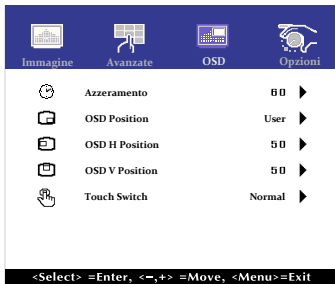 Immagine Avanzate OSD Opzioni
Azzeramento 60
OSD Position User
OSD H Position 50
OSD V Position 50
Touch Switch Normal
<Select> =Enter, <−,+> =Move, <Menu>=Exit